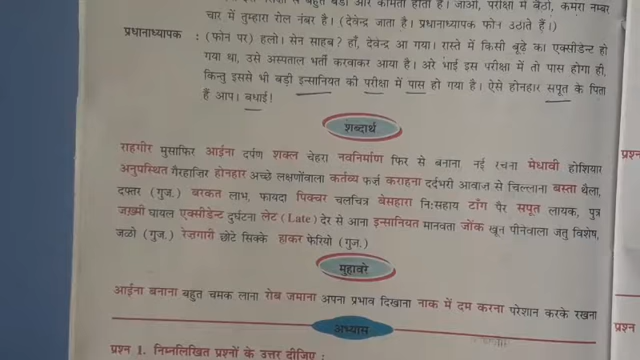 चार में तुम्हारा रोल नंबर है। (देवेन्द्र जाता है। प्रधानाध्यापक फोन उठाते हैं।)
प्रधानाध्यापक : (फोन पर) हलो। सेन साहब? हाँ, देवेन्द्र आ गया। रास्ते में किसी बूढ़े का एक्सीडेन्ट हो
गया था, उसे अस्पताल भर्ती करवाकर आया है। अरे भाई इस परीक्षा में तो पास होगा ही,
किन्तु इससे भी बड़ी इन्सानियत की परीक्षा में पास हो गया है। ऐसे होनहार सपूत के पिता
हैं आप। बधाई!
शब्दार्थ
राहगीर मुसाफिर आईना दर्पण शक्ल चेहरा नवनिर्माण फिर से बनाना, नई रचना मेधावी होशियार
अनुपस्थित गैरहाजिर होनहार अच्छे लक्षणोंवाला कर्तव्य फर्ज कराहना दर्दभरी आवाज से चिल्लाना बस्ता थैला,
दफ्तर (गुज.) बरकत लाभ, फायदा पिक्चर चलचित्र बेसहारा नि:सहाय टाँग पैर सपूत लायक, पुत्र
जख़्मी घायल एक्सीडेन्ट दुर्घटना लेट (Late) देर से आना इन्सानियत मानवता जोंक खून पीनेवाला जंतु विशेष,
जळो (गुज.) रेज़गारी छोटे सिक्के हाकर फेरियो (गुज.)
मुहावरे
आईना बनाना बहुत चमक लाना रोब जमाना अपना प्रभाव दिखाना नाक में दम करना परेशान करके रखना
अभ्यास
प्रश्न 1. निम्नलिखित प्रश्नों के उत्तर दीजिए :
प्रश्न
प्रश्न